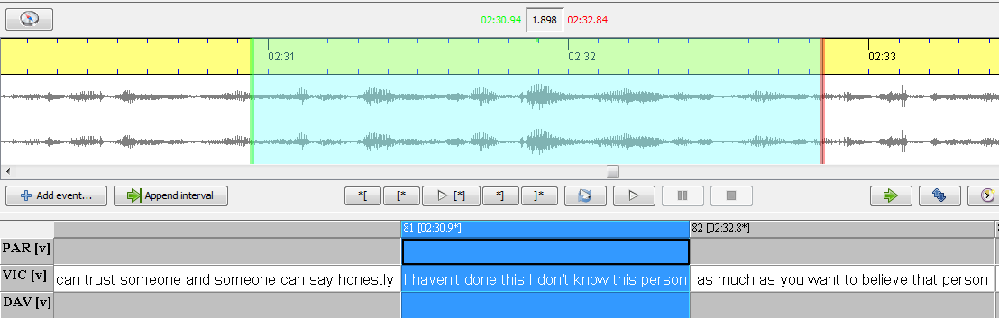 02:30.94 1.898 02:32.84
02:31 02:32 02:33
Add event... Append interval *[ [* [*] *] ]*
81 [02:30.9*] 82 [02:32.8*]
PAR [v]
VIC [v] can trust someone and someone can say honestly I haven't done this I don't know this person as much as you want to believe that person
DAV [v]